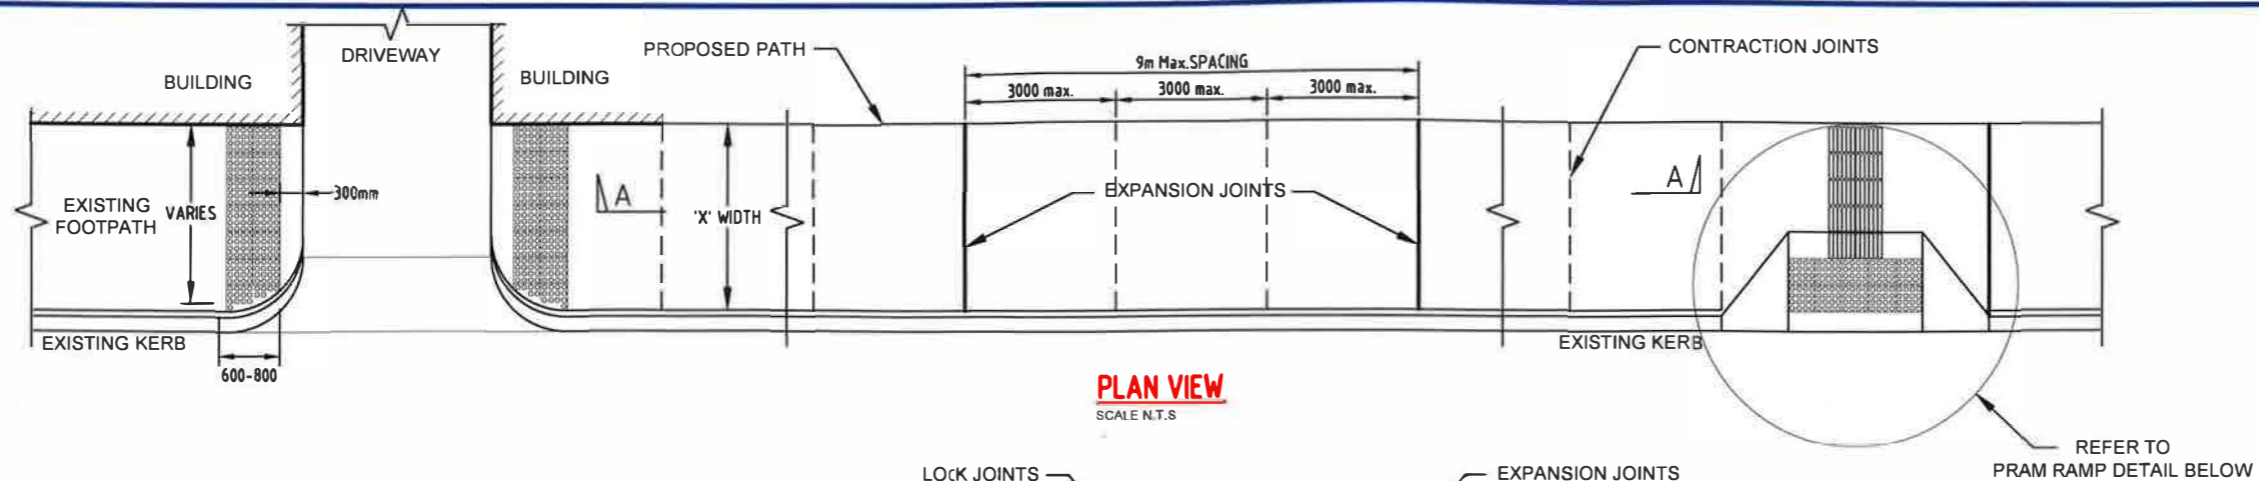 DRIVEWAY
BUILDING
BUILDING
PROPOSED PATH
9m Max.SPACING
3000 max.
3000 max.
3000 max.
CONTRACTION JOINTS
EXISTING
FOOTPATH
VARIES
300mm
A
'X' WIDTH
EXPANSION JOINTS
A
EXISTING KERB
600-800
EXISTING KERB
PLAN VIEW
SCALE N.T.S
REFER TO
PRAM RAMP DETAIL BELOW
LOCK JOINTS
EXPANSION JOINTS